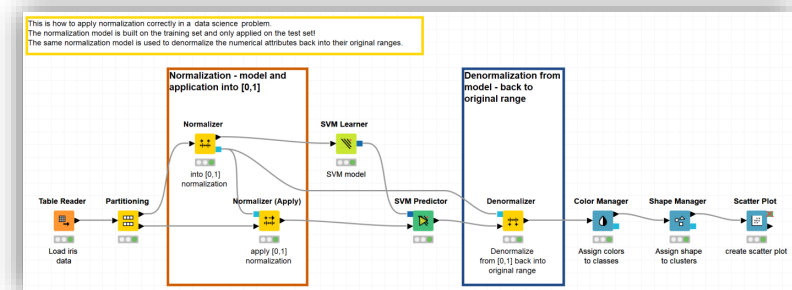 This is how to apply normalization correctly in a data science problem.
The normalization model is built on the training set and only applied on the test set!
The same normalization model is used to denormalize the numerical attributes back into their original ranges.
Normalization - model and
application into [0,1]
Denormalization from
model - back to
original range
Normalizer
into [0,1]
normalization
SVM Learner
SVM model
Table Reader
Load iris
data
Partitioning
Normalizer (Apply)
apply [0,1]
normalization
SVM Predictor
Denormalizer
Denormalize
from [0,1] back into
original range
Color Manager
Assign colors
to classes
Shape Manager
Assign shape
to clusters
Scatter Plot
create scatter plot